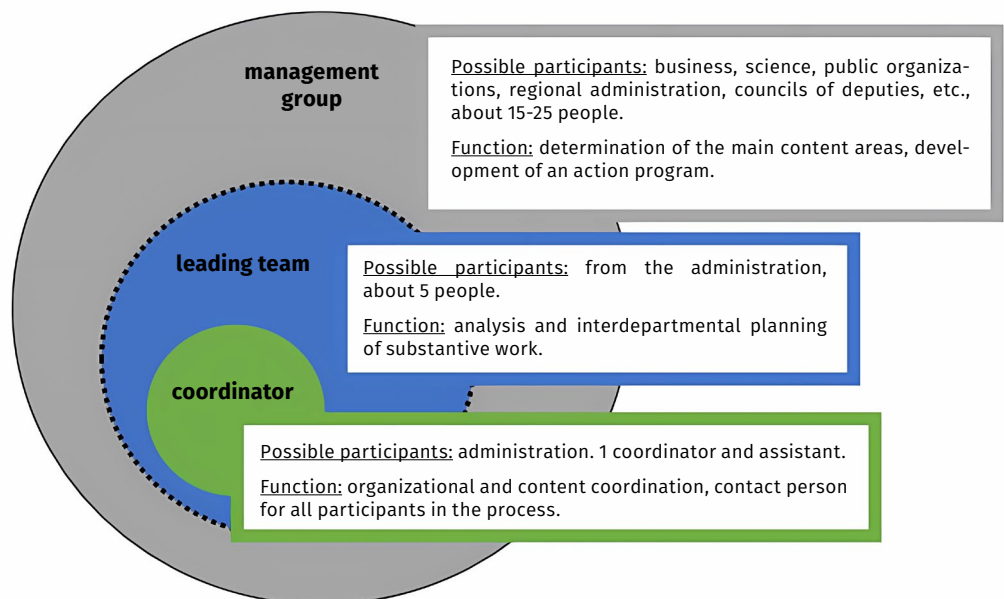 management
group
Possible participants: business, science, public organiza-
tions, regional administration, councils of deputies, etc.,
about 15-25 people.
Function: determination of the main content areas, devel-
opment of an action program.
leading team
Possible participants: from the administration,
about 5 people.
Function: analysis and interdepartmental planning
of substantive work.
coordinator
Possible participants: administration. 1 coordinator and assistant.
Function: organizational and content coordination, contact person
for all participants in the process.